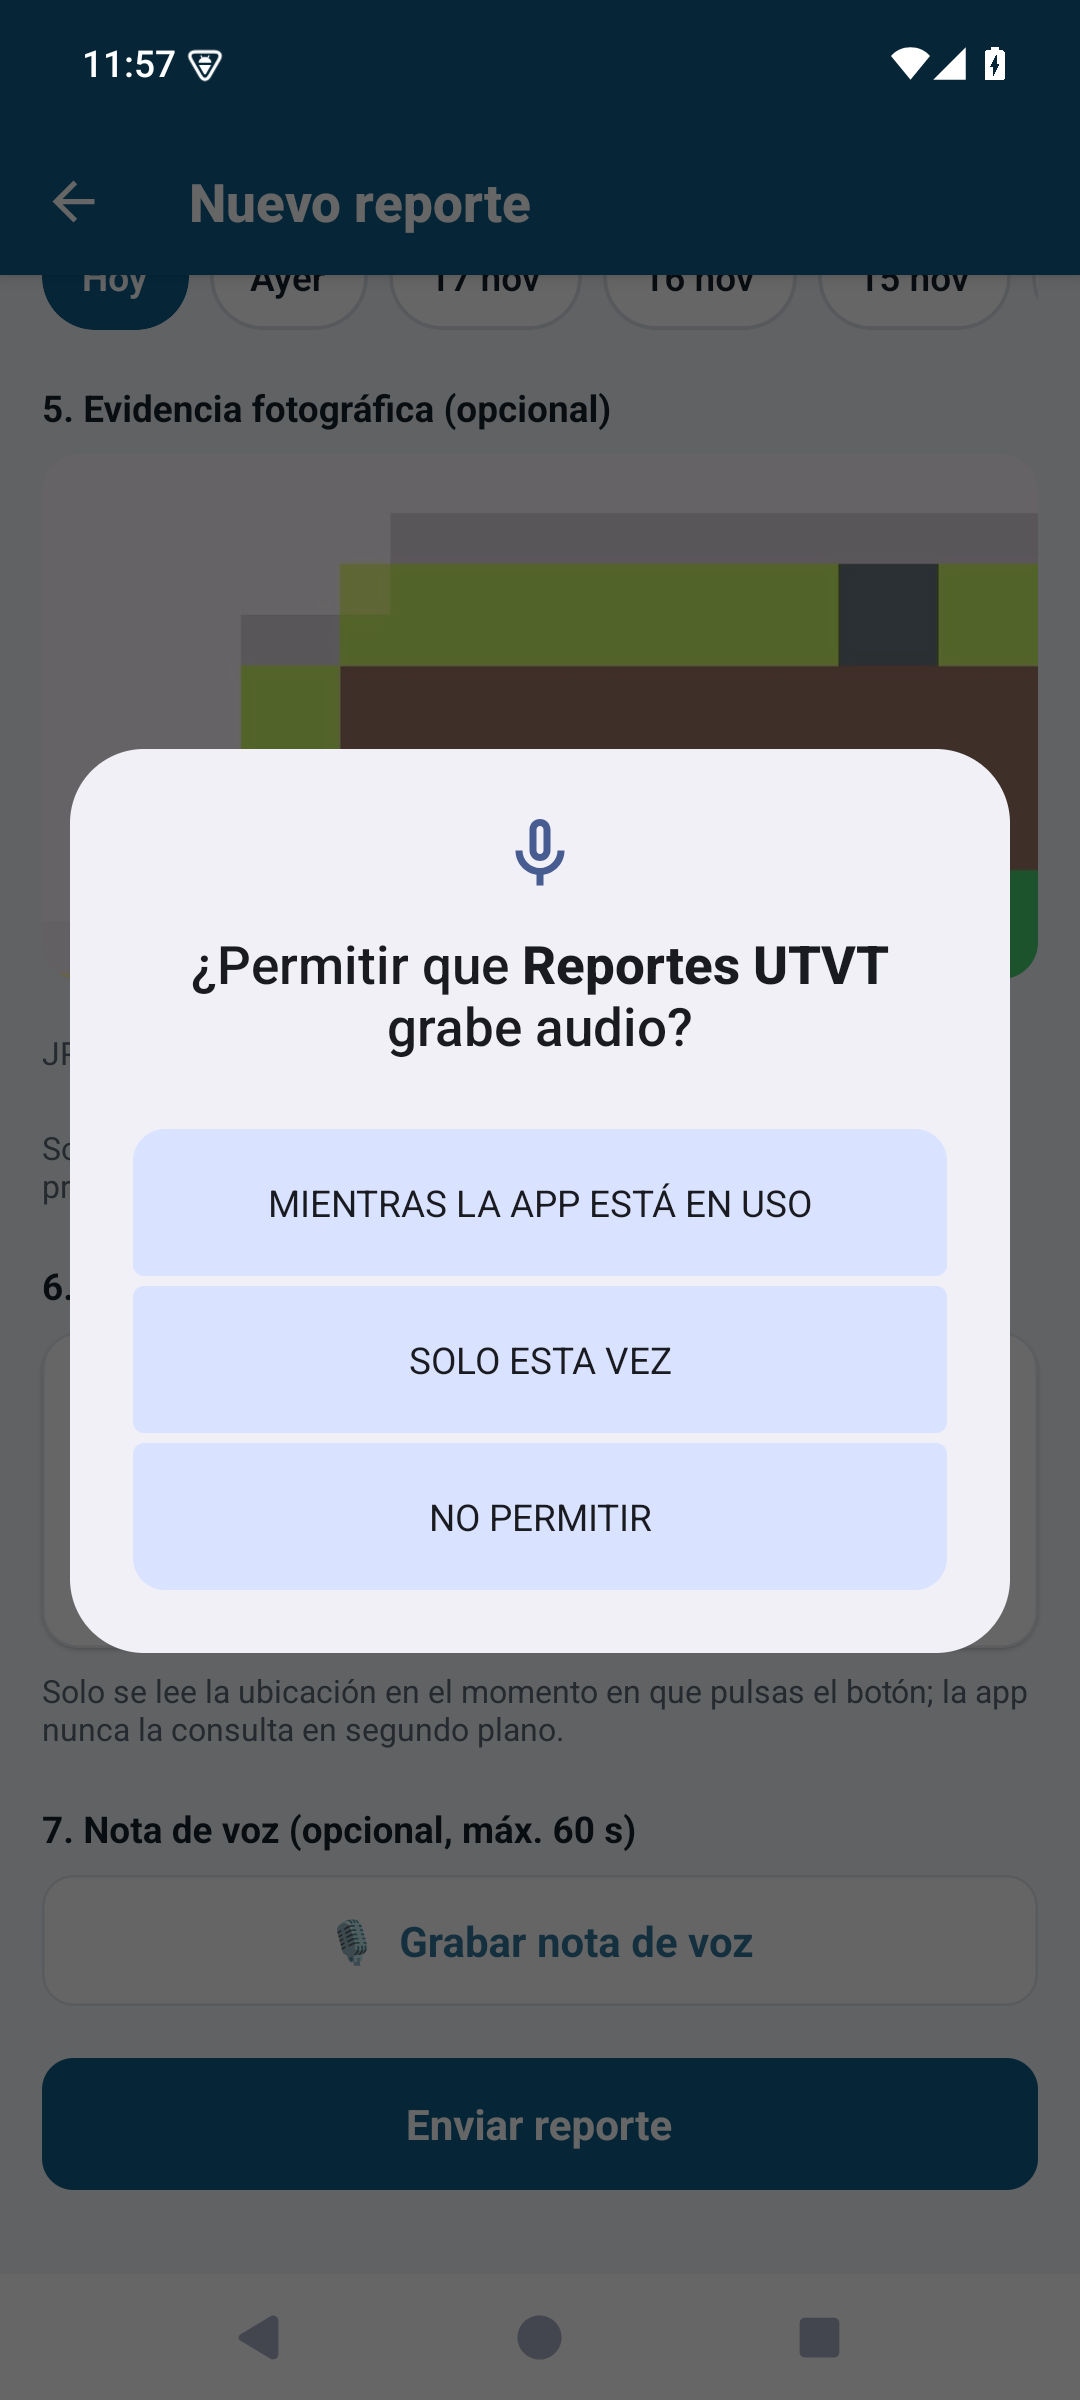 11:57
Nuevo reporte
Hoy
Ayer
17 nov
16 nov
15 nov
5. Evidencia fotográfica (opcional)
¿Permitir que Reportes UTVT
grabe audio?
MIENTRAS LA APP ESTÁ EN USO
SOLO ESTA VEZ
NO PERMITIR
6.
Solo se lee la ubicación en el momento en que pulsas el botón; la app
nunca la consulta en segundo plano.
7. Nota de voz (opcional, máx. 60 s)
Grabar nota de voz
Enviar reporte